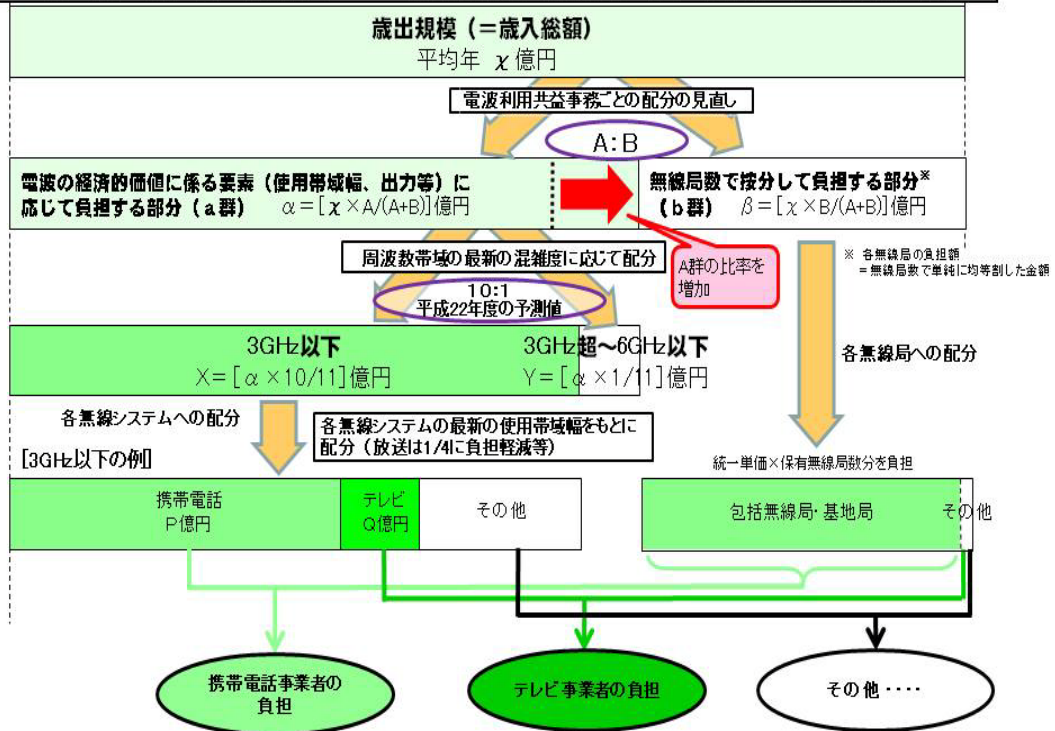 歳出規模（＝歳入総額）
平均年 χ億円
電波利用共益事務ごとの配分の見直し
A:B
電波の経済的価値に係る要素（使用帯域幅、出力等）に
応じて負担する部分（a群） α＝[χ×A/(A+B)]億円
無線局数で按分して負担する部分※
（b群） β＝[χ×B/(A+B)]億円
A群の比率を
増加
※ 各無線局の負担額
＝無線局数で単純に均等割した金額
周波数帯域の最新の混雑度に応じて配分
10:1
平成22年度の予測値
3GHz以下
X＝[α×10/11]億円
3GHz超～6GHz以下
Y＝[α×1/11]億円
各無線局への配分
各無線システムへの配分
各無線システムの最新の使用帯域幅をもとに
配分（放送は1/4に負担軽減等）
[3GHz以下の例]
統一単価×保有無線局数分を負担
携帯電話
P億円
テレビ
Q億円
その他
包括無線局・基地局
その他
携帯電話事業者の
負担
テレビ事業者の負担
その他・・・・